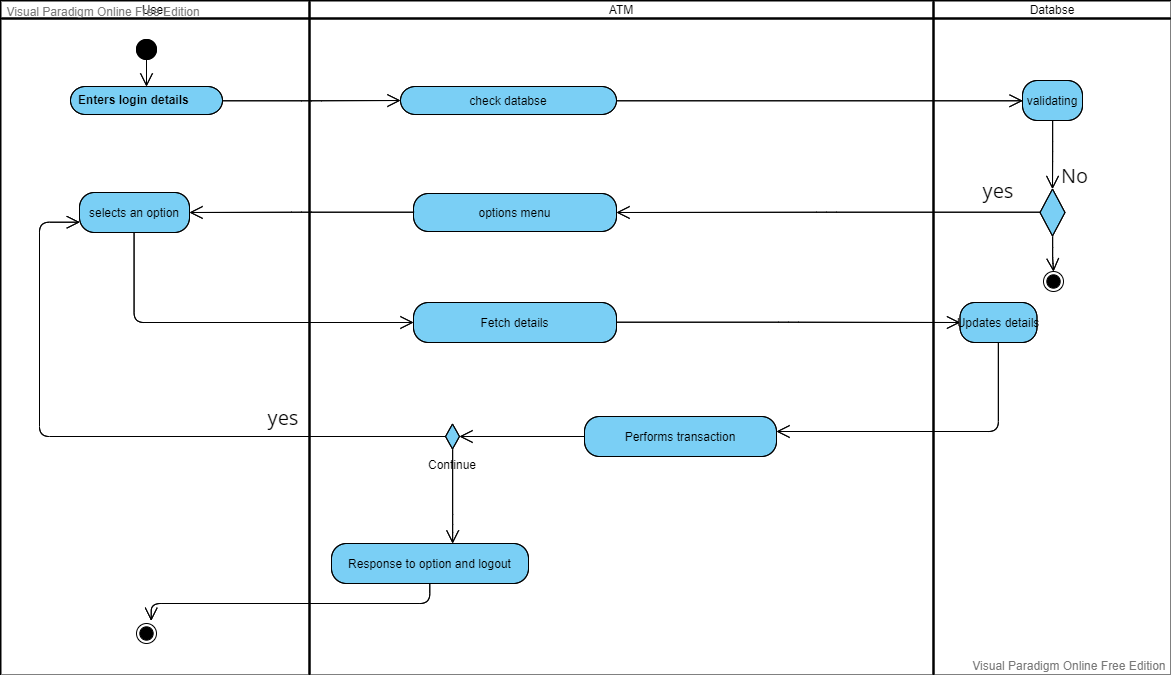 Visual Paradigm Online Free Edition
User
ATM
Databse
Enters login details
check databse
validating
No
yes
selects an option
options menu
Fetch details
Updates details
yes
Performs transaction
Continue
Response to option and logout
Visual Paradigm Online Free Edition